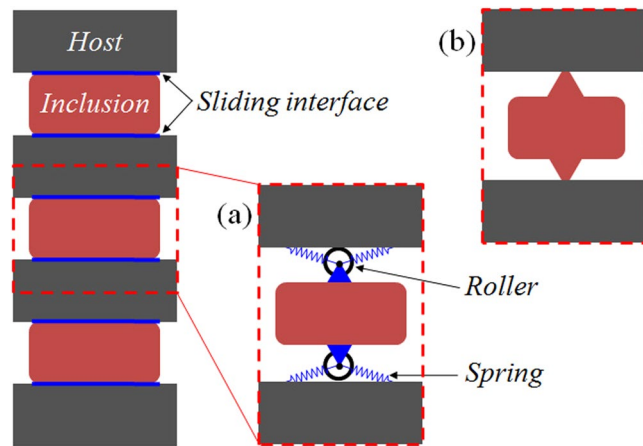 Host
Inclusion
Sliding interface
(a)
Roller
Spring
(b)